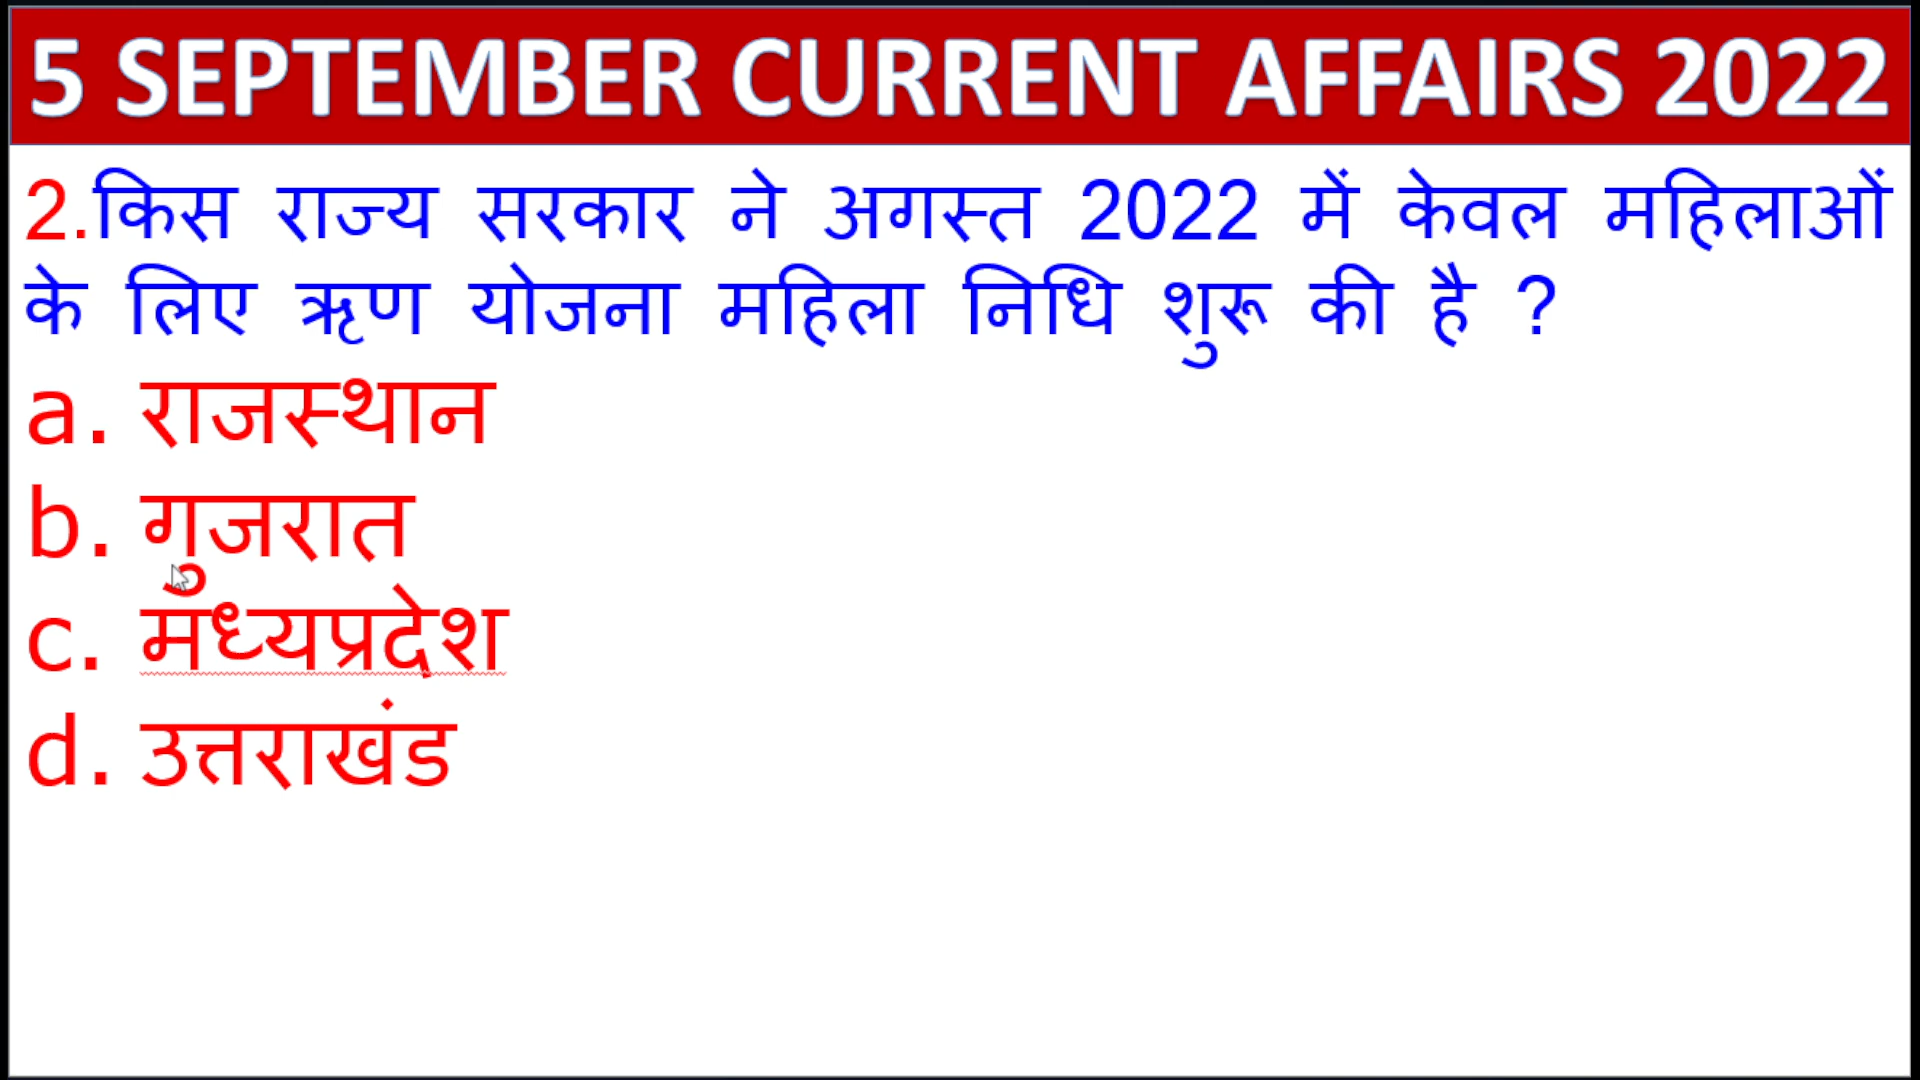 5 SEPTEMBER CURRENT AFFAIRS 2022
2.किस राज्य सरकार ने अगस्त 2022 में केवल महिलाओं
के लिए ऋण योजना महिला निधि शुरू की है ?
a. राजस्थान
b. गुजरात
c. मध्यप्रदेश
d. उत्तराखंड